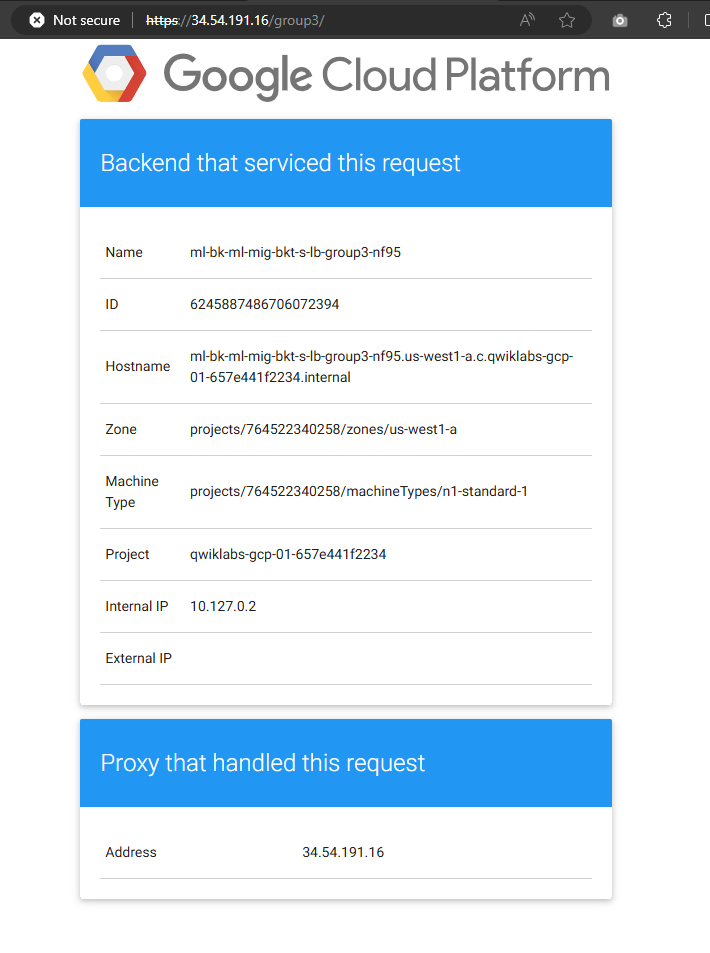 Not secure
https://34.54.191.16/group3/
Google Cloud Platform
Backend that serviced this request
Name ml-bk-ml-mig-bkt-s-lb-group3-nf95
ID 6245887486706072394
Hostname ml-bk-ml-mig-bkt-s-lb-group3-nf95.us-west1-a.c.qwiklabs-gcp-
01-657e441f2234.internal
Zone projects/764522340258/zones/us-west1-a
Machine
Type projects/764522340258/machineTypes/n1-standard-1
Project qwiklabs-gcp-01-657e441f2234
Internal IP 10.127.0.2
External IP
Proxy that handled this request
Address 34.54.191.16